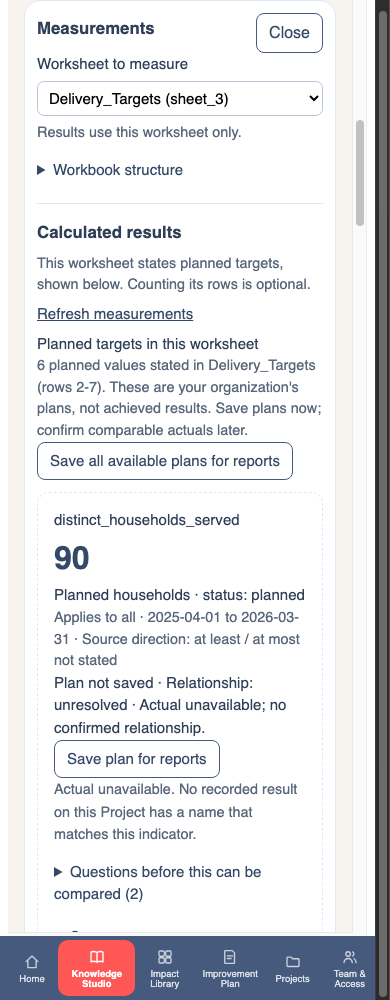 Measurements
Close
Worksheet to measure
Delivery_Targets (sheet_3)
Results use this worksheet only.
Workbook structure
Calculated results
This worksheet states planned targets,
shown below. Counting its rows is optional.
Refresh measurements
Planned targets in this worksheet
6 planned values stated in Delivery_Targets
(rows 2-7). These are your organization's
plans, not achieved results. Save plans now;
confirm comparable actuals later.
Save all available plans for reports
distinct_households_served
90
Planned households · status: planned
Applies to all · 2025-04-01 to 2026-03-
31 · Source direction: at least / at most
not stated
Plan not saved · Relationship:
unresolved · Actual unavailable; no
confirmed relationship.
Save plan for reports
Actual unavailable. No recorded result
on this Project has a name that
matches this indicator.
Questions before this can be
compared (2)
Home
Knowledge
Studio
Impact
Library
Improvement
Plan
Projects
Team &
Access